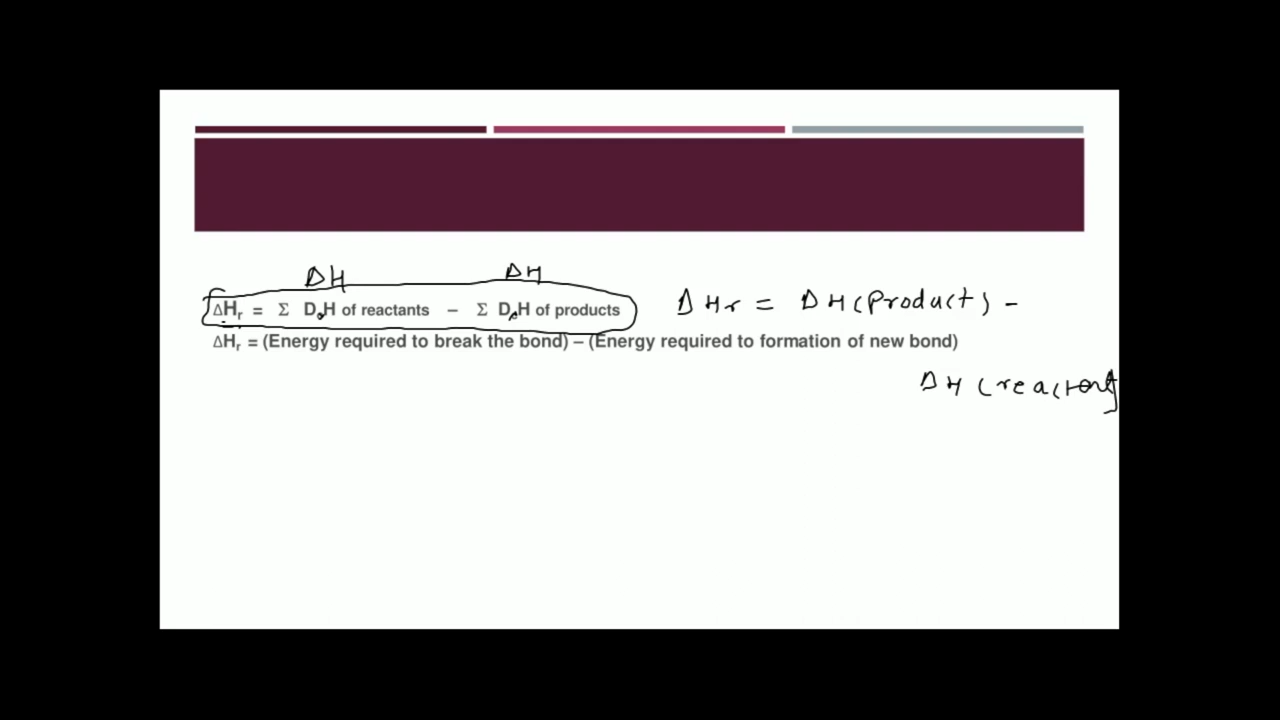 ΔH ΔH
ΔHr = Σ DoH of reactants – Σ DoH of products
ΔHr = ΔH(Product) –
ΔHr = (Energy required to break the bond) – (Energy required to formation of new bond)
ΔH (reactant)